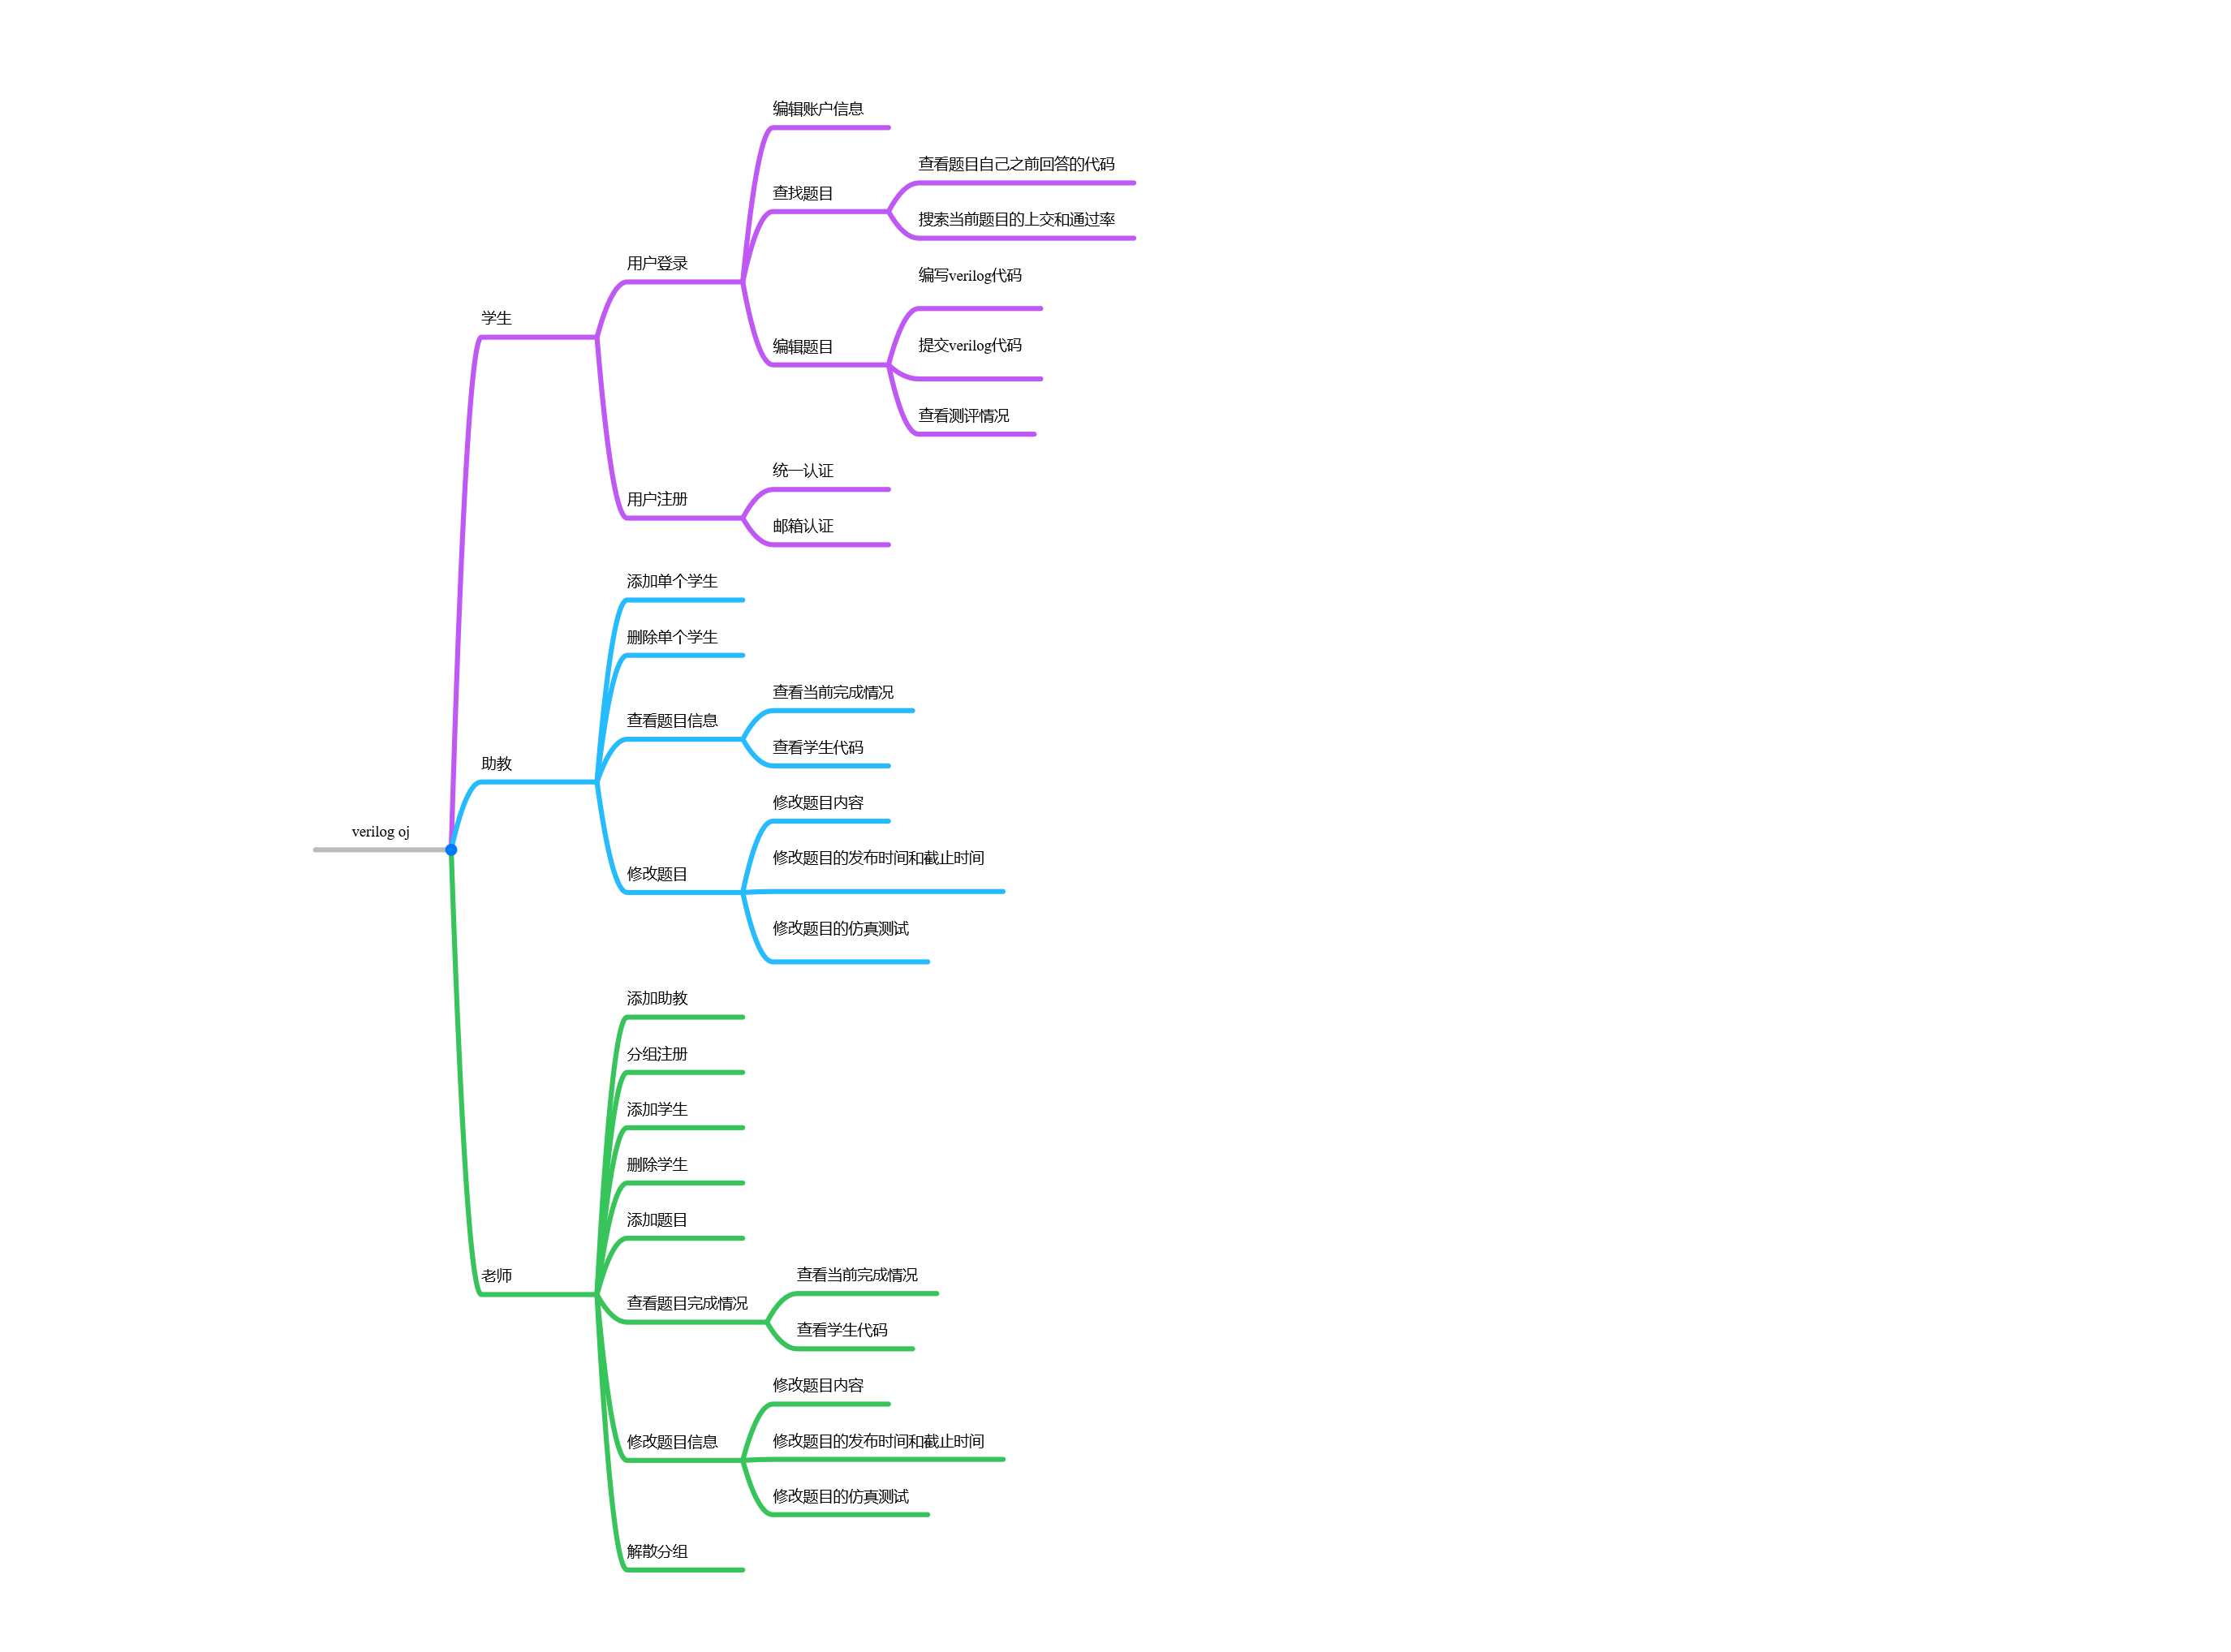 编辑账户信息
查看题目自己之前回答的代码
查找题目
搜索当前题目的上交和通过率
用户登录
编写verilog代码
学生
提交verilog代码
编辑题目
查看测评情况
统一认证
用户注册
邮箱认证
添加单个学生
删除单个学生
查看当前完成情况
查看题目信息
查看学生代码
助教
修改题目内容
verilog oj
修改题目的发布时间和截止时间
修改题目
修改题目的仿真测试
添加助教
分组注册
添加学生
删除学生
添加题目
老师
查看当前完成情况
查看题目完成情况
查看学生代码
修改题目内容
修改题目信息
修改题目的发布时间和截止时间
修改题目的仿真测试
解散分组